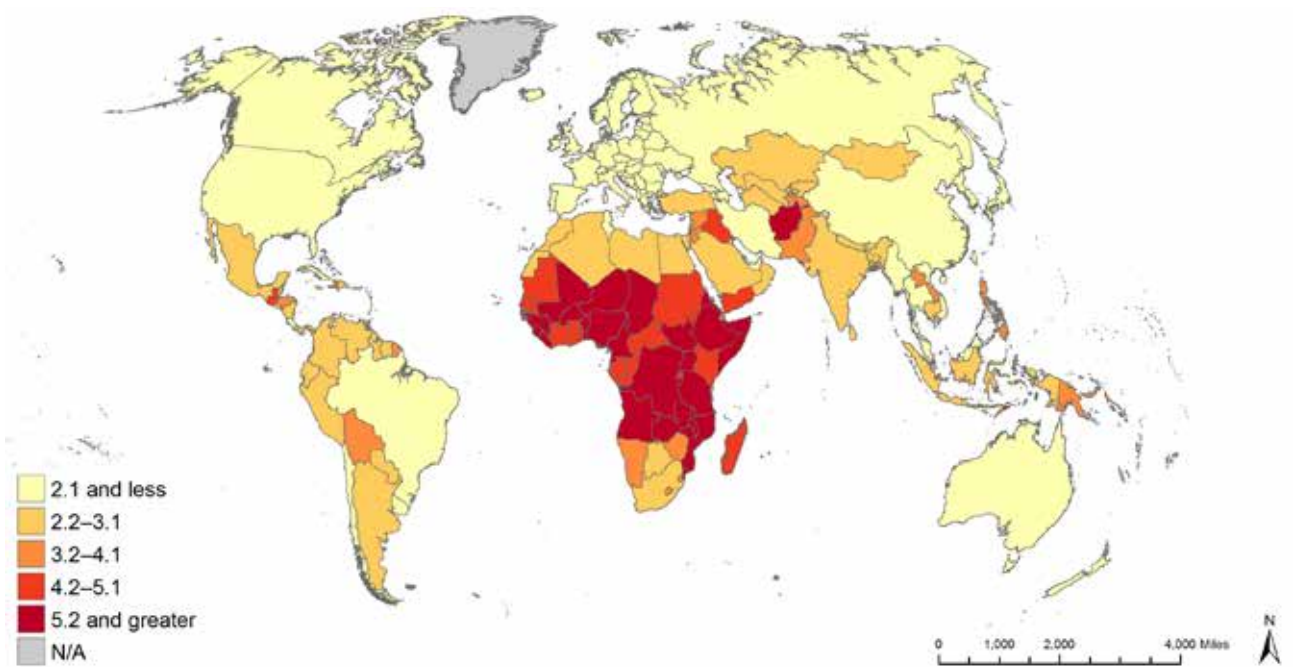 2.1 and less
2.2–3.1
3.2–4.1
4.2–5.1
5.2 and greater
N/A
0 1,000 2,000 4,000 Miles
N